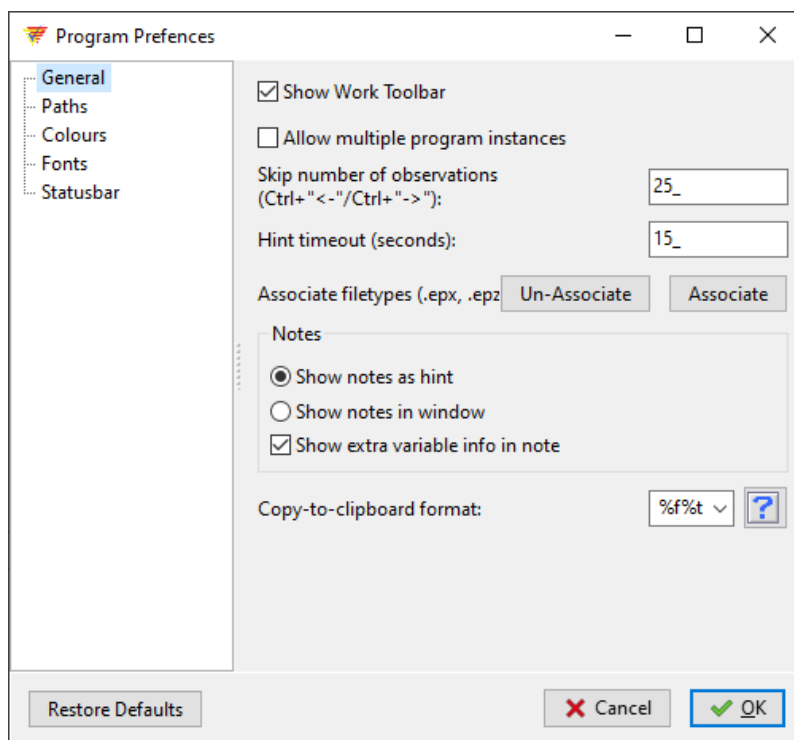 Program Prefences
General
Paths
Colours
Fonts
Statusbar
Show Work Toolbar
Allow multiple program instances
Skip number of observations
(Ctrl+"<-"/Ctrl+"->"):
25_
Hint timeout (seconds):
15_
Associate filetypes (.epx, .epz
Un-Associate
Associate
Notes
Show notes as hint
Show notes in window
Show extra variable info in note
Copy-to-clipboard format:
%f%t
?
Restore Defaults
Cancel
OK